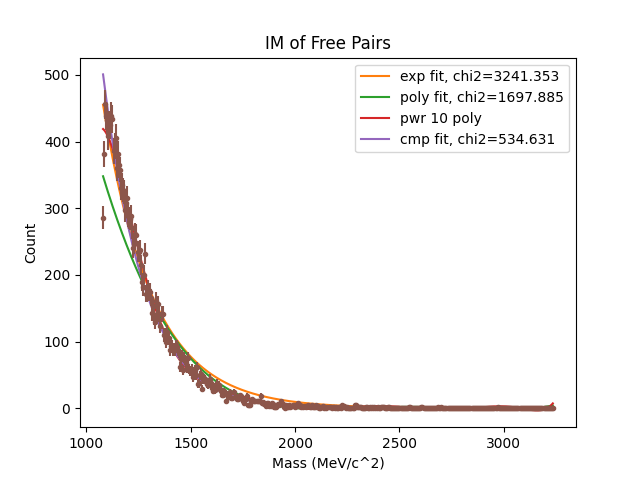 IM of Free Pairs
exp fit, chi2=3241.353
poly fit, chi2=1697.885
pwr 10 poly
cmp fit, chi2=534.631
500
400
300
200
100
0
Count
1000 1500 2000 2500 3000
Mass (MeV/c^2)